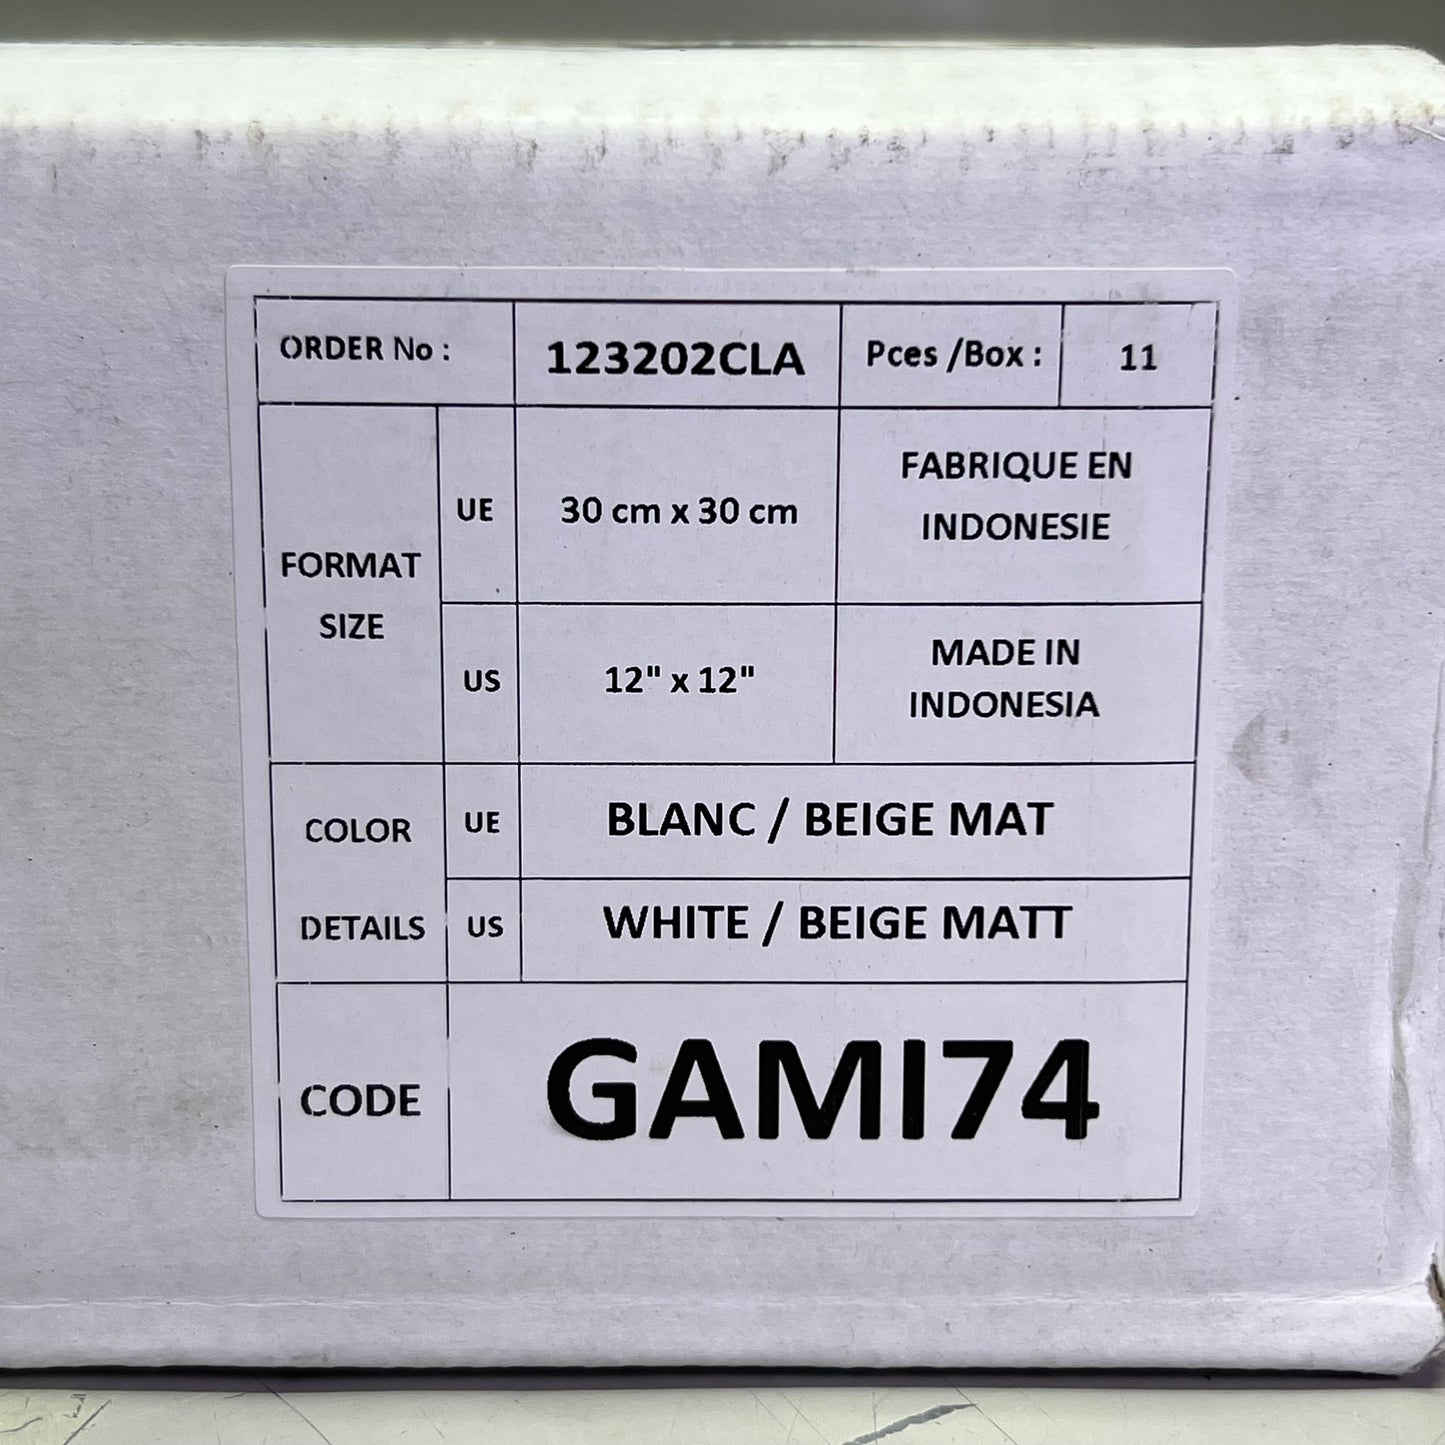 ORDER No : 123202CLA Pces /Box : 11
FORMAT
SIZE
UE 30 cm x 30 cm
FABRIQUE EN
INDONESIE
US 12" x 12"
MADE IN
INDONESIA
COLOR
DETAILS
UE BLANC / BEIGE MAT
US WHITE / BEIGE MATT
CODE GAMI74